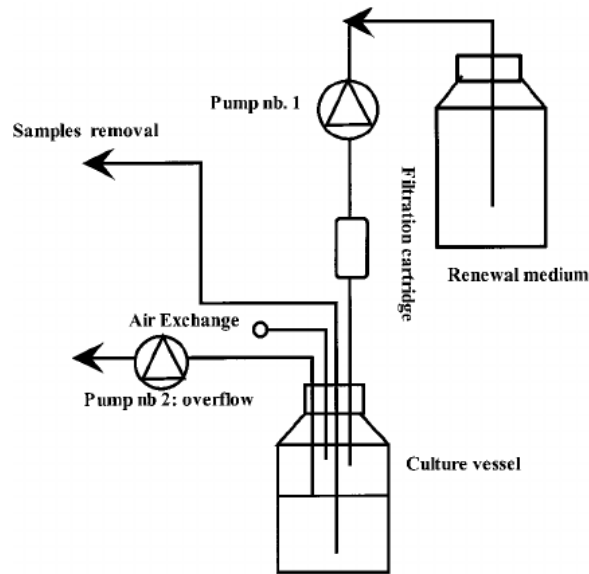 Pump nb. 1
Samples removal
Filtration cartridge
Renewal medium
Air Exchange
Pump nb 2: overflow
Culture vessel